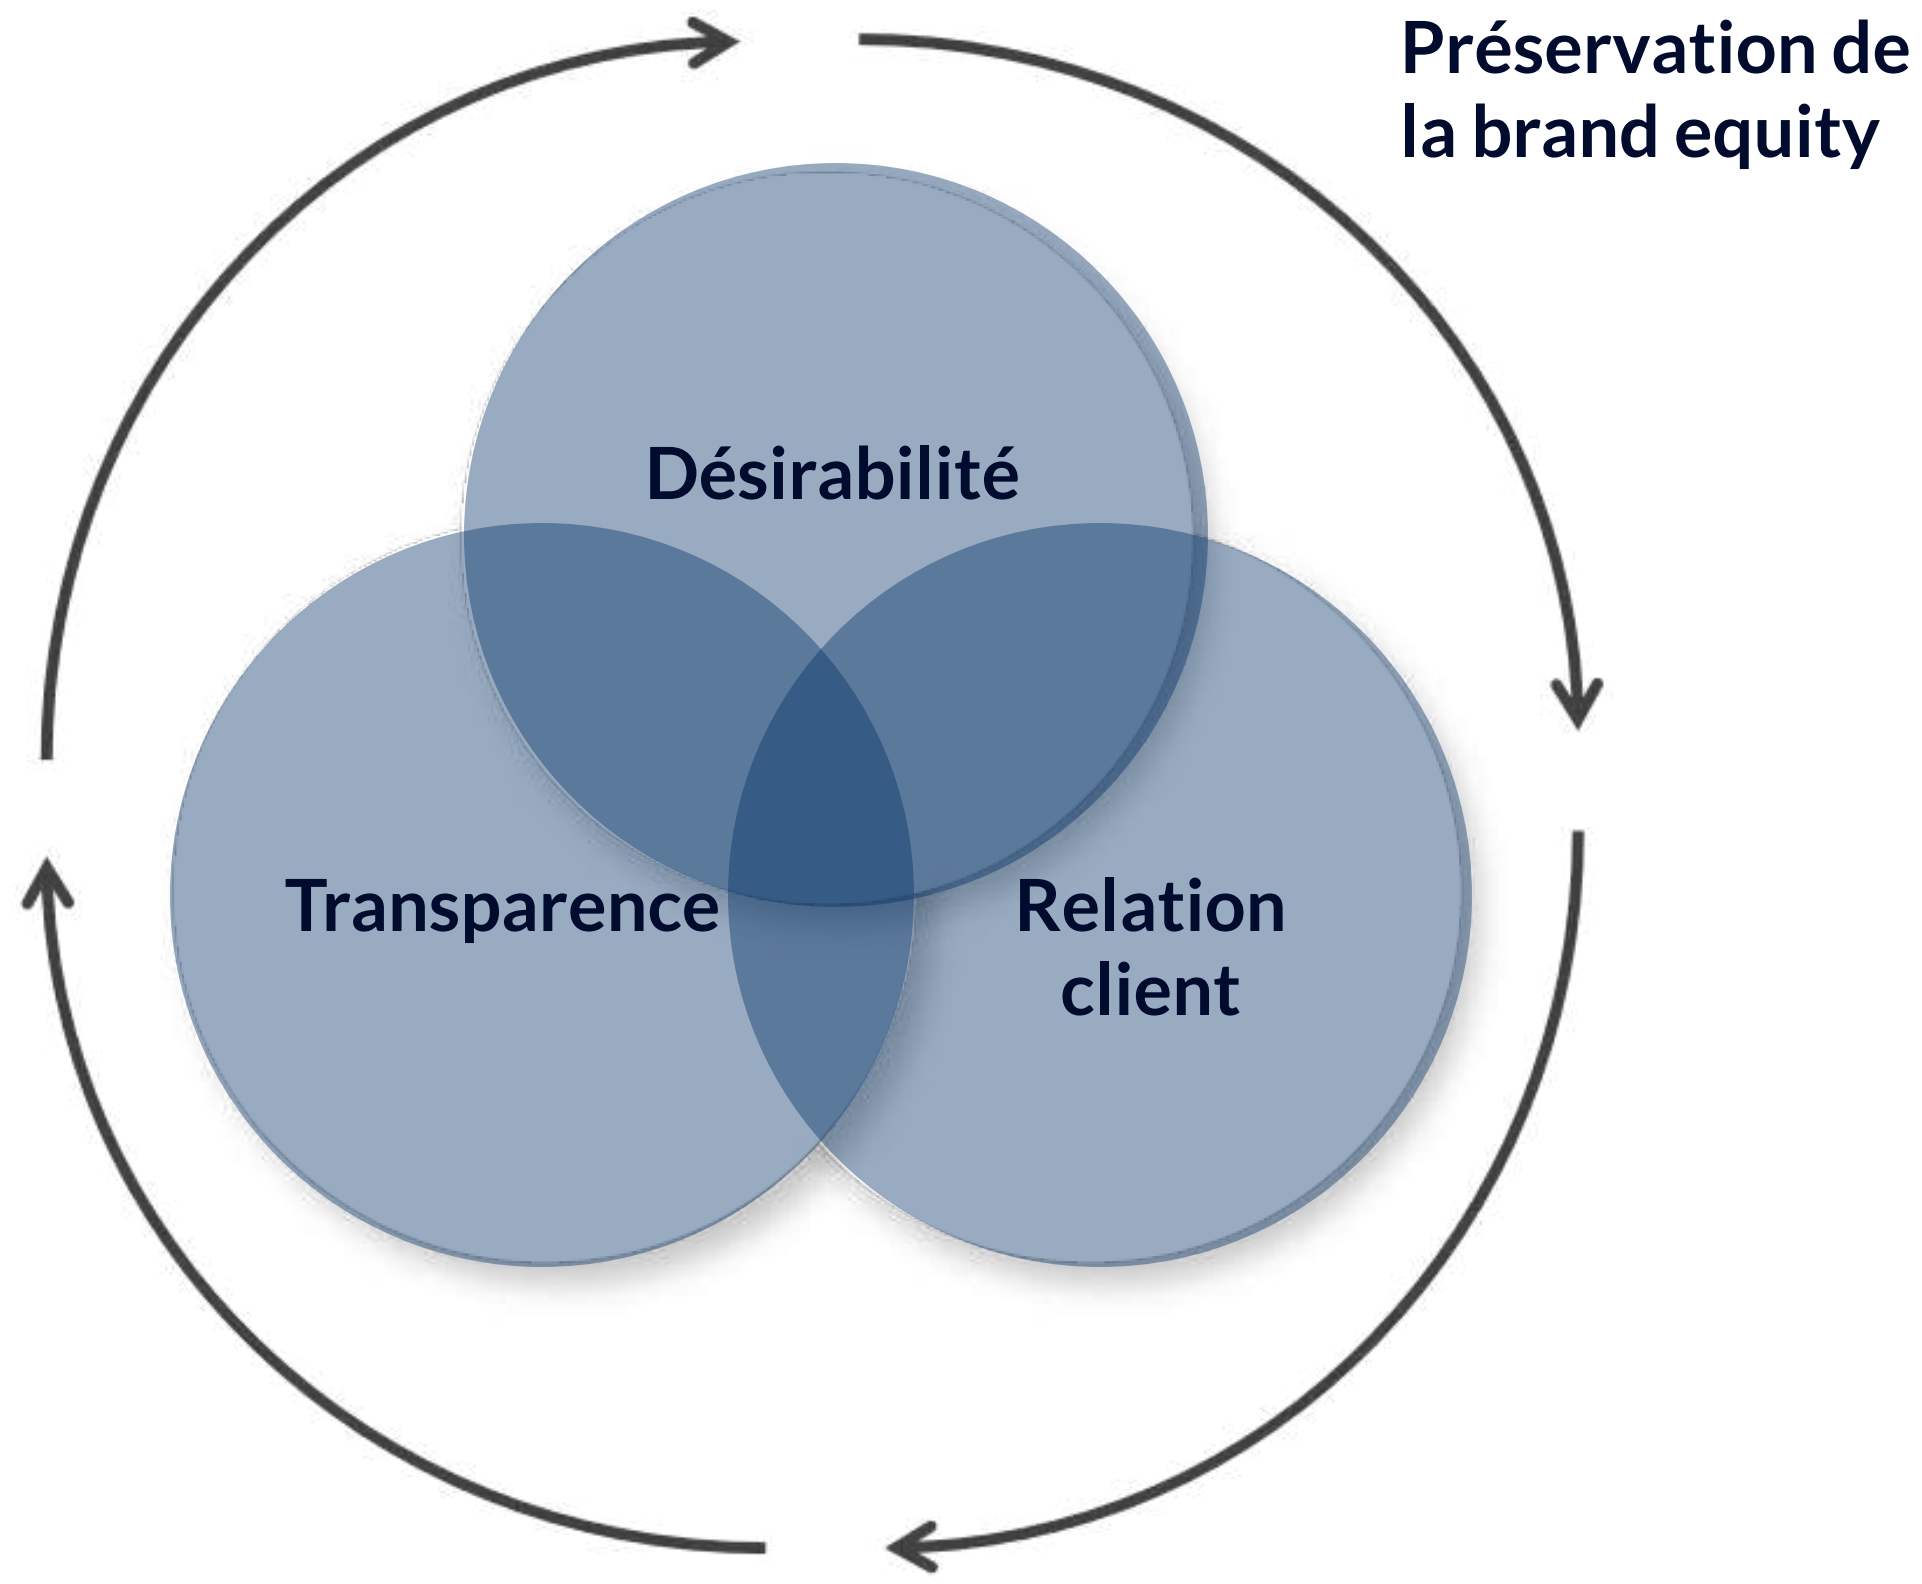 Préservation de
la brand equity
Désirabilité
Transparence
Relation
client